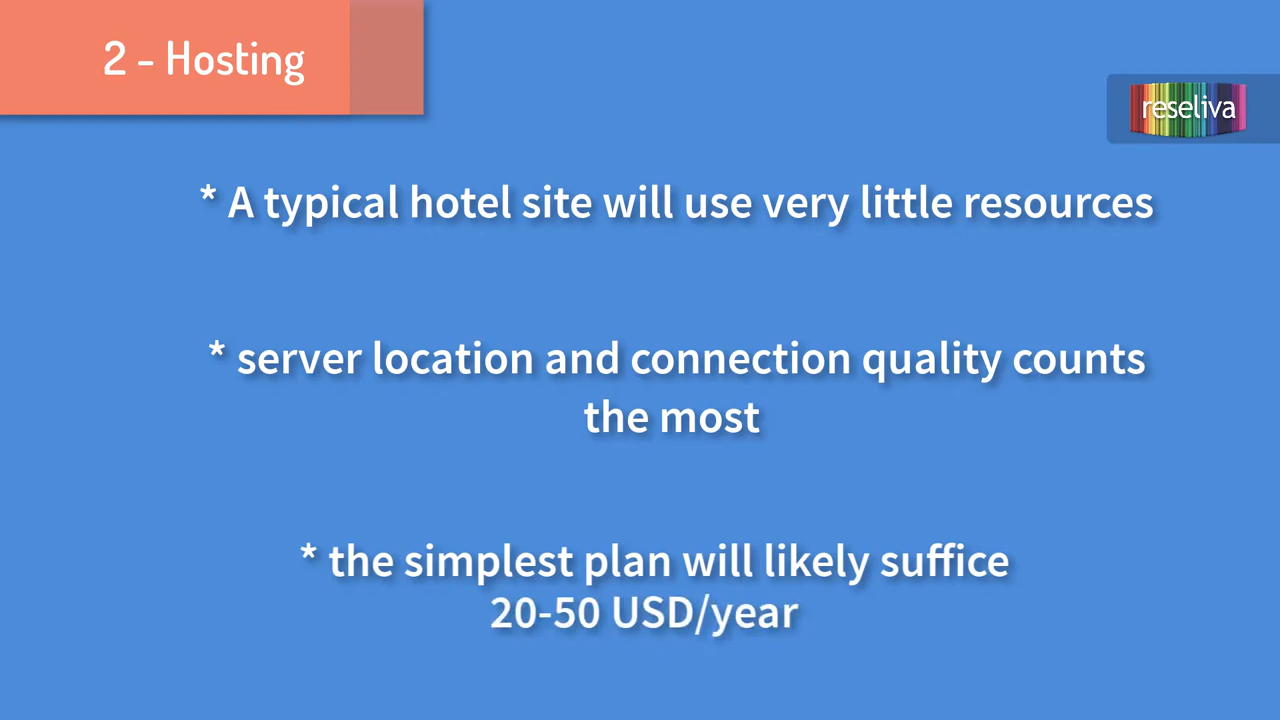 2 - Hosting
reseliva
* A typical hotel site will use very little resources
* server location and connection quality counts
the most
* the simplest plan will likely suffice
20-50 USD/year